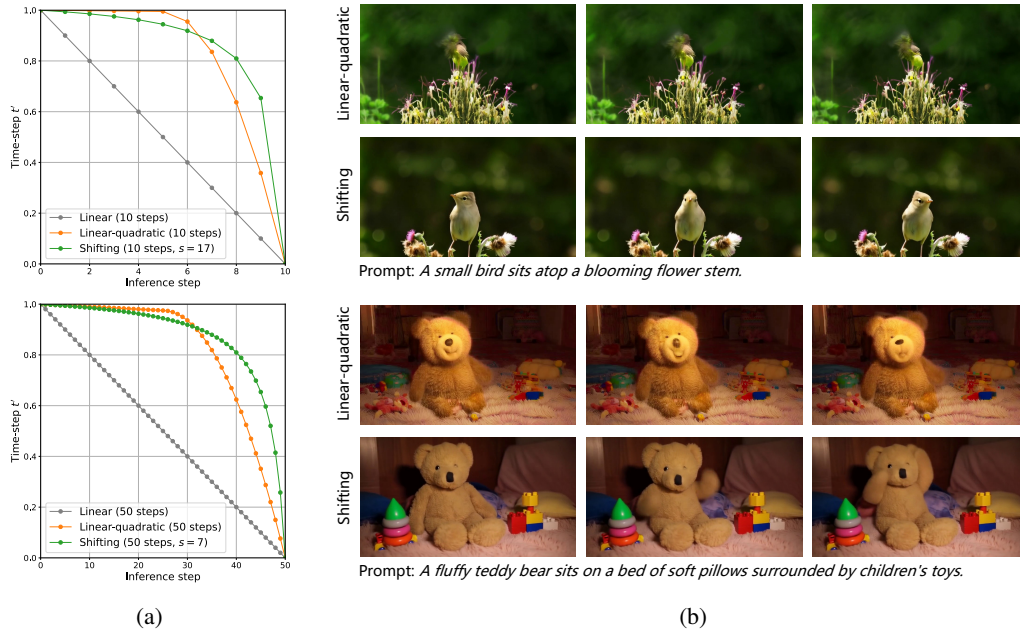 1.0
0.8
0.6
0.4
0.2
0.0
Time-step t'
Linear (10 steps)
Linear-quadratic (10 steps)
Shifting (10 steps, s = 17)
0 2 4 6 8 10
Inference step
1.0
0.8
0.6
0.4
0.2
0.0
Time-step t'
Linear (50 steps)
Linear-quadratic (50 steps)
Shifting (50 steps, s = 7)
0 10 20 30 40 50
Inference step
(a)
Linear-quadratic
Shifting
Prompt: A small bird sits atop a blooming flower stem.
Linear-quadratic
Shifting
Prompt: A fluffy teddy bear sits on a bed of soft pillows surrounded by children's toys.
(b)